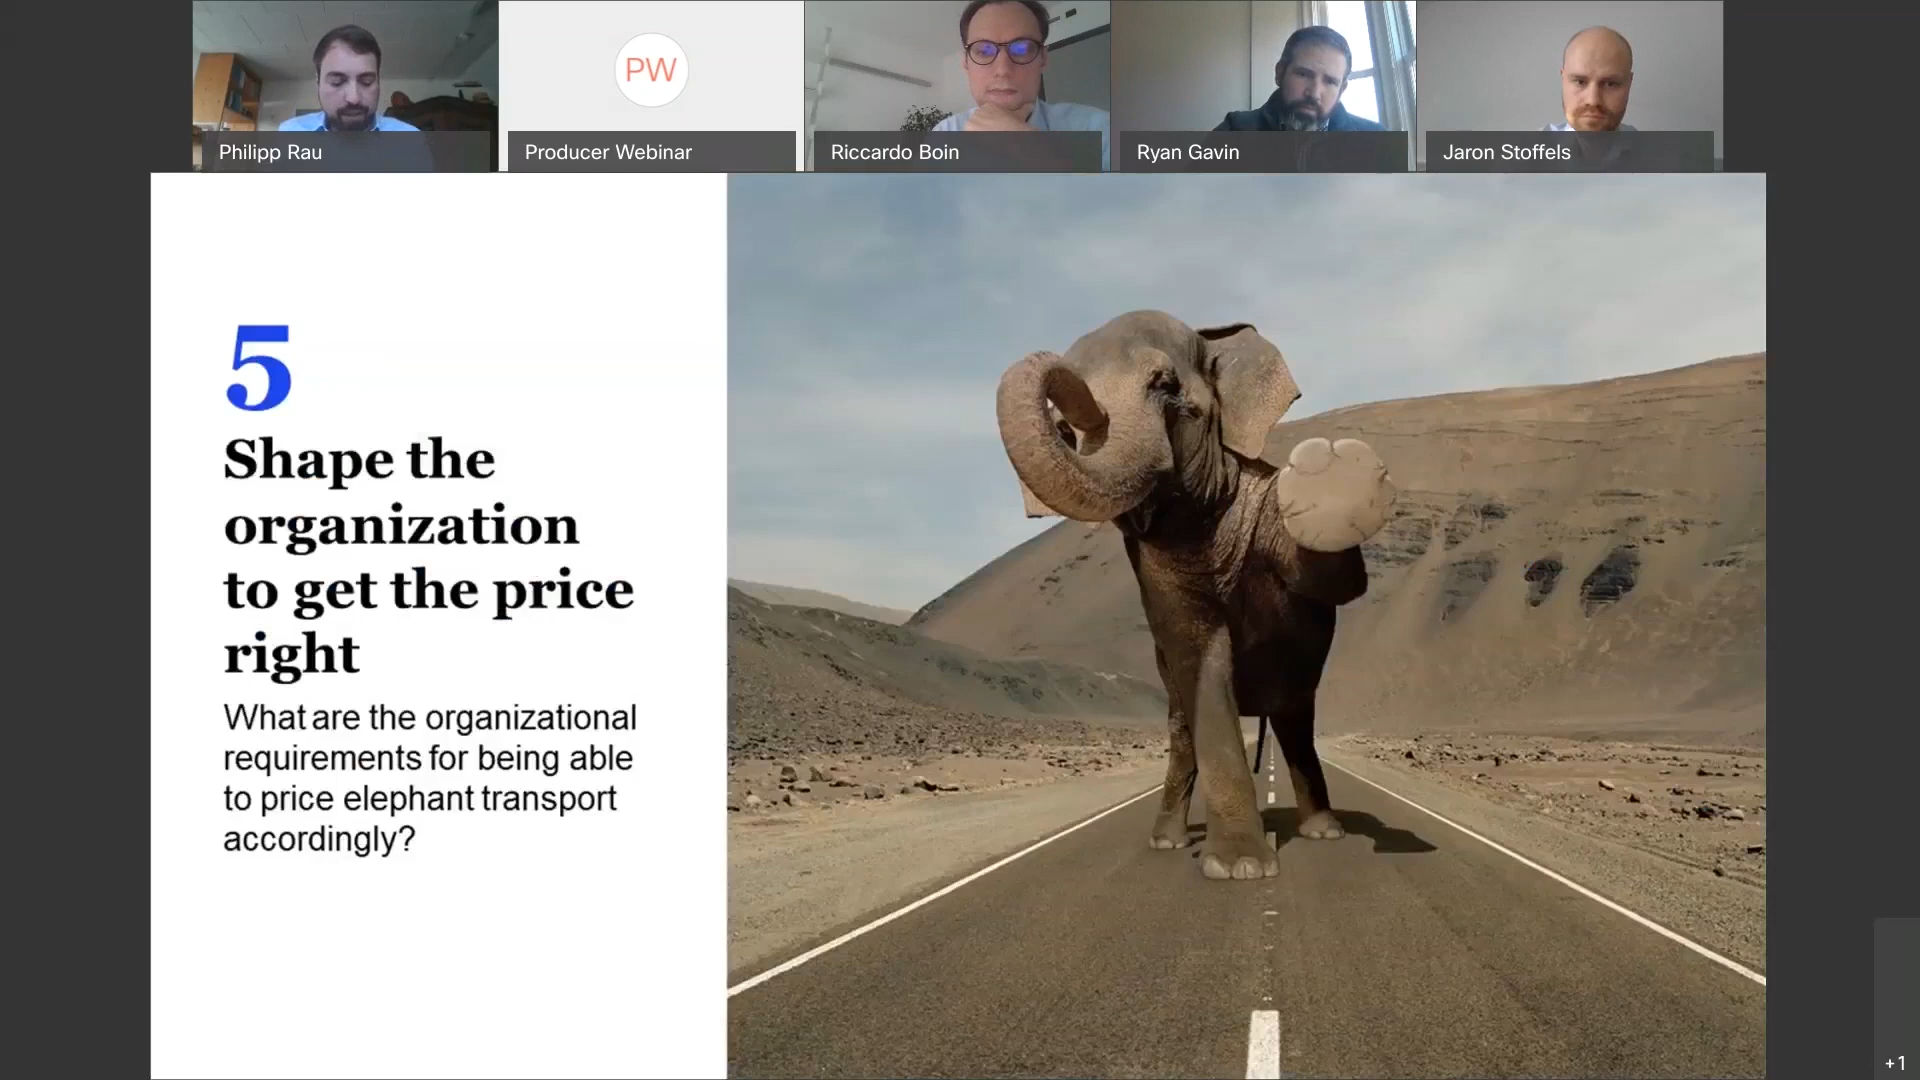 PW
Philipp Rau
Producer Webinar
Riccardo Boin
Ryan Gavin
Jaron Stoffels
5
Shape the
organization
to get the price
right
What are the organizational
requirements for being able
to price elephant transport
accordingly?
+1